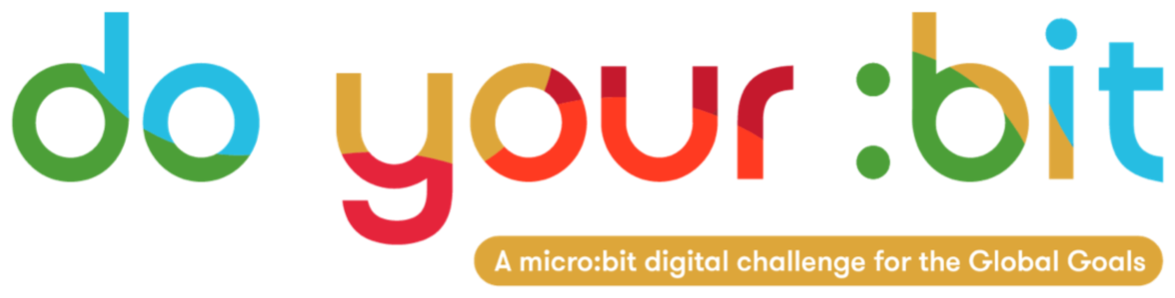 do your :bit
A micro:bit digital challenge for the Global Goals